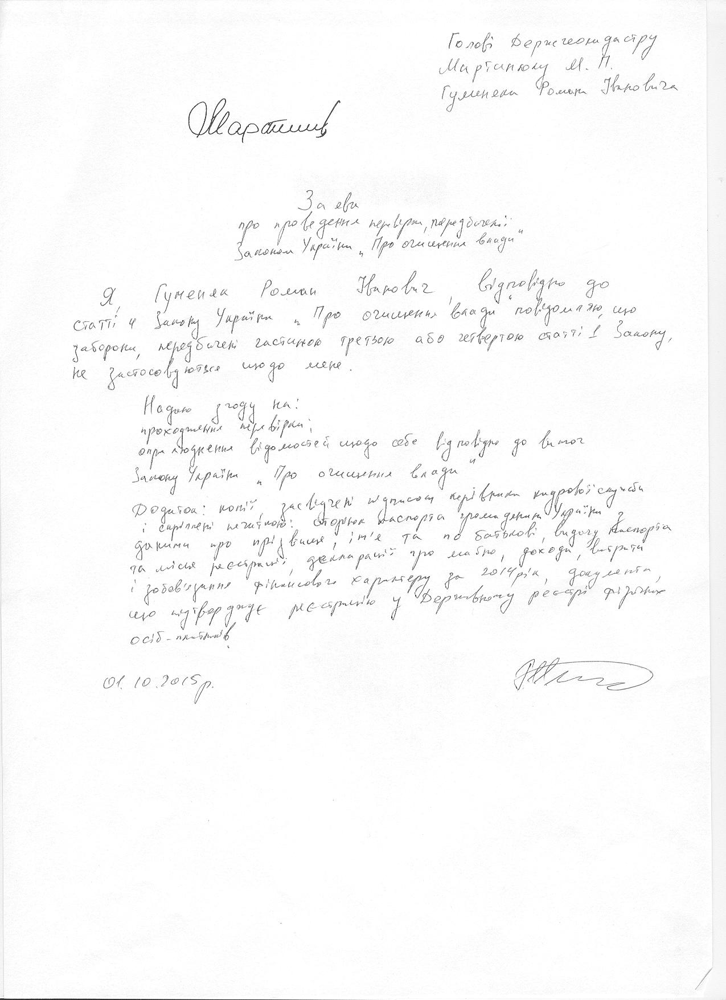 Голові Держгеокадастру
Мартинюку М. П.
Гуменяка Романа Івановича
Заява
про проведення перевірки, передбаченої
Законом України „Про очищення влади"
Я, Гуменяк Роман Іванович, відповідно до
статті 4 Закону України „Про очищення влади" повідомляю, що
заборони, передбачені частиною третьою або четвертою статті 1 Закону,
не застосовуються щодо мене.
Надаю згоду на:
проходження перевірки;
оприлюднення відомостей щодо себе відповідно до вимог
Закону України „Про очищення влади"
Додаток: копії, засвідчені підписом керівника кадрової служби
і скріплені печаткою: сторінок паспорта громадянина України з
даними про прізвище, ім'я та по батькові, видачу паспорта
та місце реєстрації, декларації про майно, доходи, витрати
і зобов'язання фінансового характеру за 2014 рік, документа,
що підтверджує реєстрацію у Державному реєстрі фізичних
осіб-платників.
01.10.2015р.